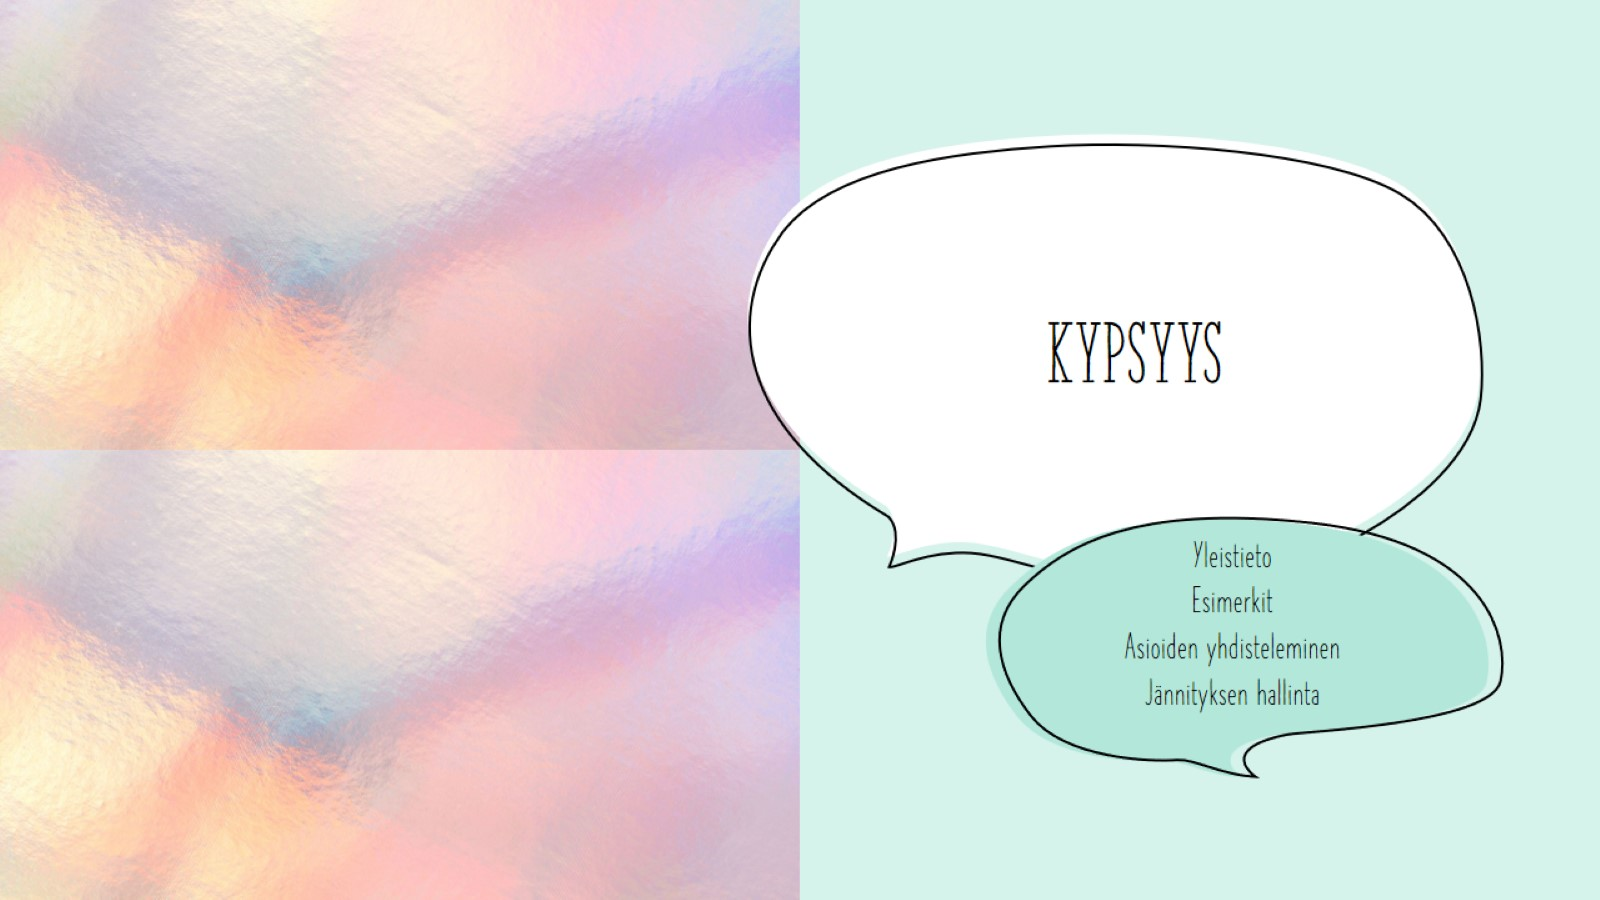 KYPSYYS
Yleistieto
Esimerkit
Asioiden yhdisteleminen
Jännityksen hallinta